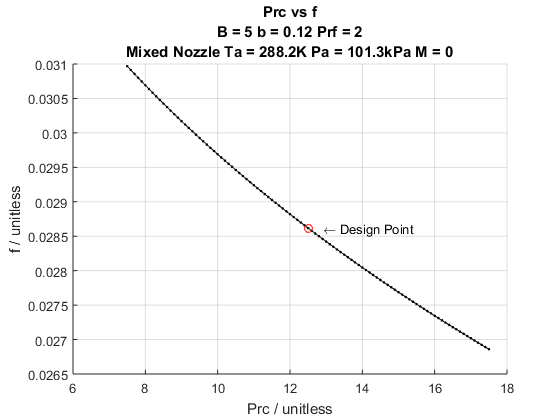 Prc vs f
B = 5 b = 0.12 Prf = 2
Mixed Nozzle Ta = 288.2K Pa = 101.3kPa M = 0
0.031
0.0305
0.03
0.0295
0.029
0.0285
0.028
0.0275
0.027
0.0265
f / unitless
← Design Point
6 8 10 12 14 16 18
Prc / unitless